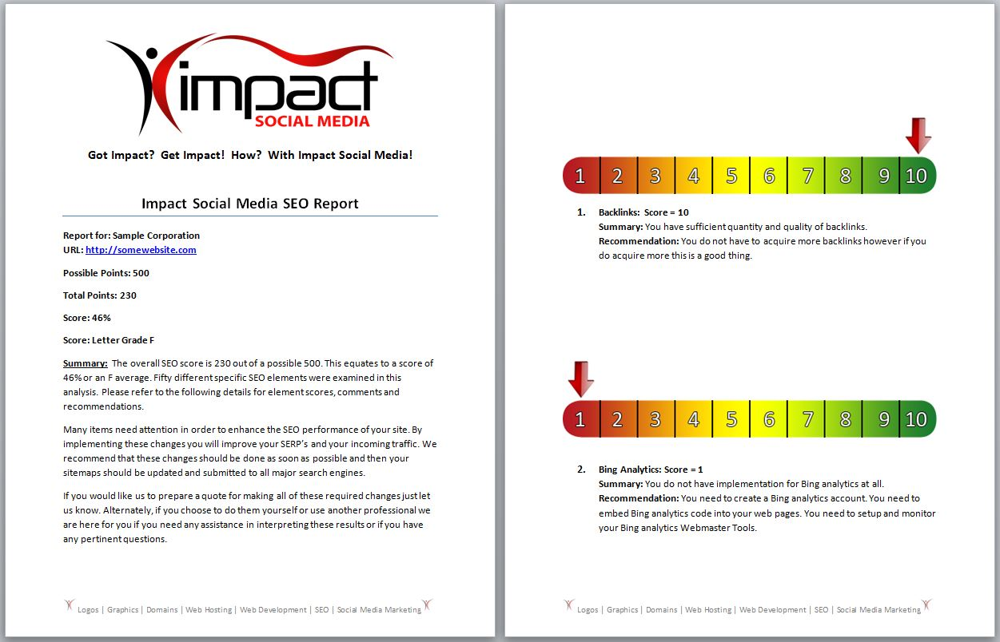 impact
SOCIAL MEDIA
Got Impact? Get Impact! How? With Impact Social Media!
Impact Social Media SEO Report
Report for: Sample Corporation
URL: http://somewebsite.com
Possible Points: 500
Total Points: 230
Score: 46%
Score: Letter Grade F
Summary: The overall SEO score is 230 out of a possible 500. This equates to a score of
46% or an F average. Fifty different specific SEO elements were examined in this
analysis. Please refer to the following details for element scores, comments and
recommendations.
Many items need attention in order to enhance the SEO performance of your site. By
implementing these changes you will improve your SERP's and your incoming traffic. We
recommend that these changes should be done as soon as possible and then your
sitemaps should be updated and submitted to all major search engines.
If you would like us to prepare a quote for making all of these required changes just let
us know. Alternately, if you choose to do them yourself or use another professional we
are here for you if you need any assistance in interpreting these results or if you have
any pertinent questions.
Logos | Graphics | Domains | Web Hosting | Web Development | SEO | Social Media Marketing
1 2 3 4 5 6 7 8 9 10
1. Backlinks: Score = 10
Summary: You have sufficient quantity and quality of backlinks.
Recommendation: You do not have to acquire more backlinks however if you
do acquire more this is a good thing.
1 2 3 4 5 6 7 8 9 10
2. Bing Analytics: Score = 1
Summary: You do not have implementation for Bing analytics at all.
Recommendation: You need to create a Bing analytics account. You need to
embed Bing analytics code into your web pages. You need to setup and monitor
your Bing analytics Webmaster Tools.
Logos | Graphics | Domains | Web Hosting | Web Development | SEO | Social Media Marketing